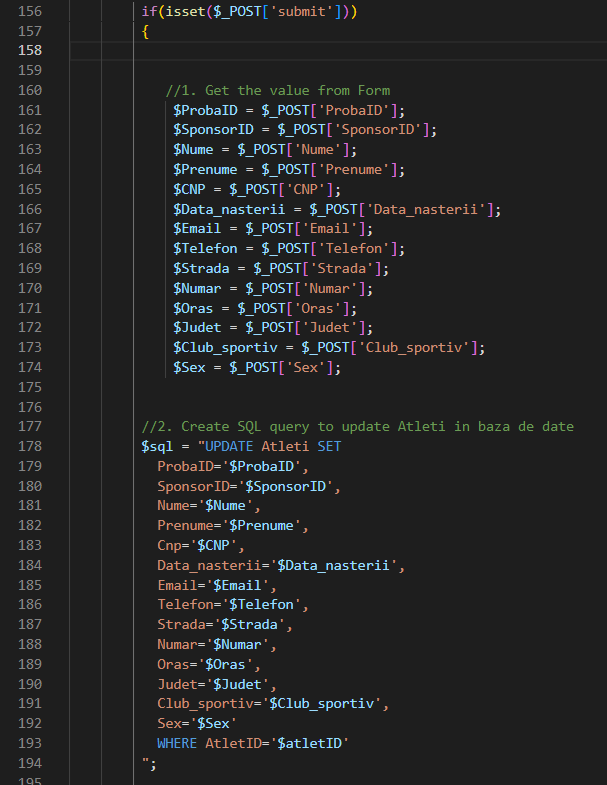 156 if(isset($_POST['submit']))
157 {
158
159
160 //1. Get the value from Form
161 $ProbaID = $_POST['ProbaID'];
162 $SponsorID = $_POST['SponsorID'];
163 $Nume = $_POST['Nume'];
164 $Prenume = $_POST['Prenume'];
165 $CNP = $_POST['CNP'];
166 $Data_nasterii = $_POST['Data_nasterii'];
167 $Email = $_POST['Email'];
168 $Telefon = $_POST['Telefon'];
169 $Strada = $_POST['Strada'];
170 $Numar = $_POST['Numar'];
171 $Oras = $_POST['Oras'];
172 $Judet = $_POST['Judet'];
173 $Club_sportiv = $_POST['Club_sportiv'];
174 $Sex = $_POST['Sex'];
175
176
177 //2. Create SQL query to update Atleti in baza de date
178 $sql = "UPDATE Atleti SET
179 ProbaID='$ProbaID',
180 SponsorID='$SponsorID',
181 Nume='$Nume',
182 Prenume='$Prenume',
183 Cnp='$CNP',
184 Data_nasterii='$Data_nasterii',
185 Email='$Email',
186 Telefon='$Telefon',
187 Strada='$Strada',
188 Numar='$Numar',
189 Oras='$Oras',
190 Judet='$Judet',
191 Club_sportiv='$Club_sportiv',
192 Sex='$Sex'
193 WHERE AtletID='$atletID'
194 ";
195